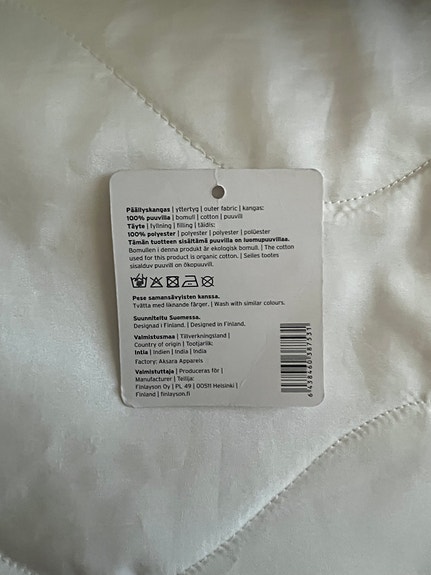 Päällyskangas | yttertyg | outer fabric | kangas:
100% puuvilla | bomull | cotton | puuvill
Täyte | fyllning | filling | täidis:
100% polyester | polyester | polyester | polüester
Tämän tuotteen sisältämä puuvilla on luomupuuvillaa.
Bomullen i denna produkt är ekologisk bomull. | The cotton
used for this product is organic cotton. | Selles tootes
sisalduv puuvill on ökopuuvill.
Pese samansävyisten kanssa.
Tvätta med liknande färger. | Wash with similar colours.
Suunniteltu Suomessa.
Designad i Finland. | Designed in Finland.
Valmistusmaa | Tillverkningsland |
Country of origin | Tootjariik:
Intia | Indien | India | India
Factory: Aksara Apparels
Valmistuttaja | Produceras för |
Manufacturer | Tellija:
Finlayson Oy | PL 49 | 00511 Helsinki |
Finland | finlayson.fi
6438460138753